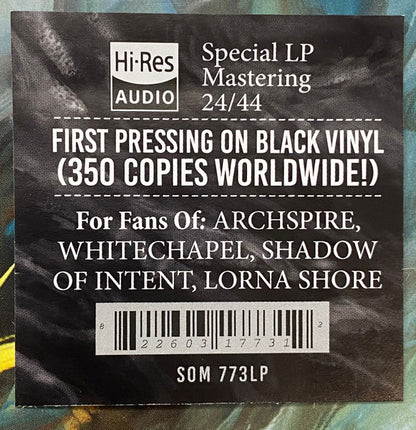 Hi-Res
AUDIO
Special LP
Mastering
24/44
FIRST PRESSING ON BLACK VINYL
(350 COPIES WORLDWIDE!)
For Fans Of: ARCHSPIRE,
WHITECHAPEL, SHADOW
OF INTENT, LORNA SHORE
8 22603 17731 2
SOM 773LP